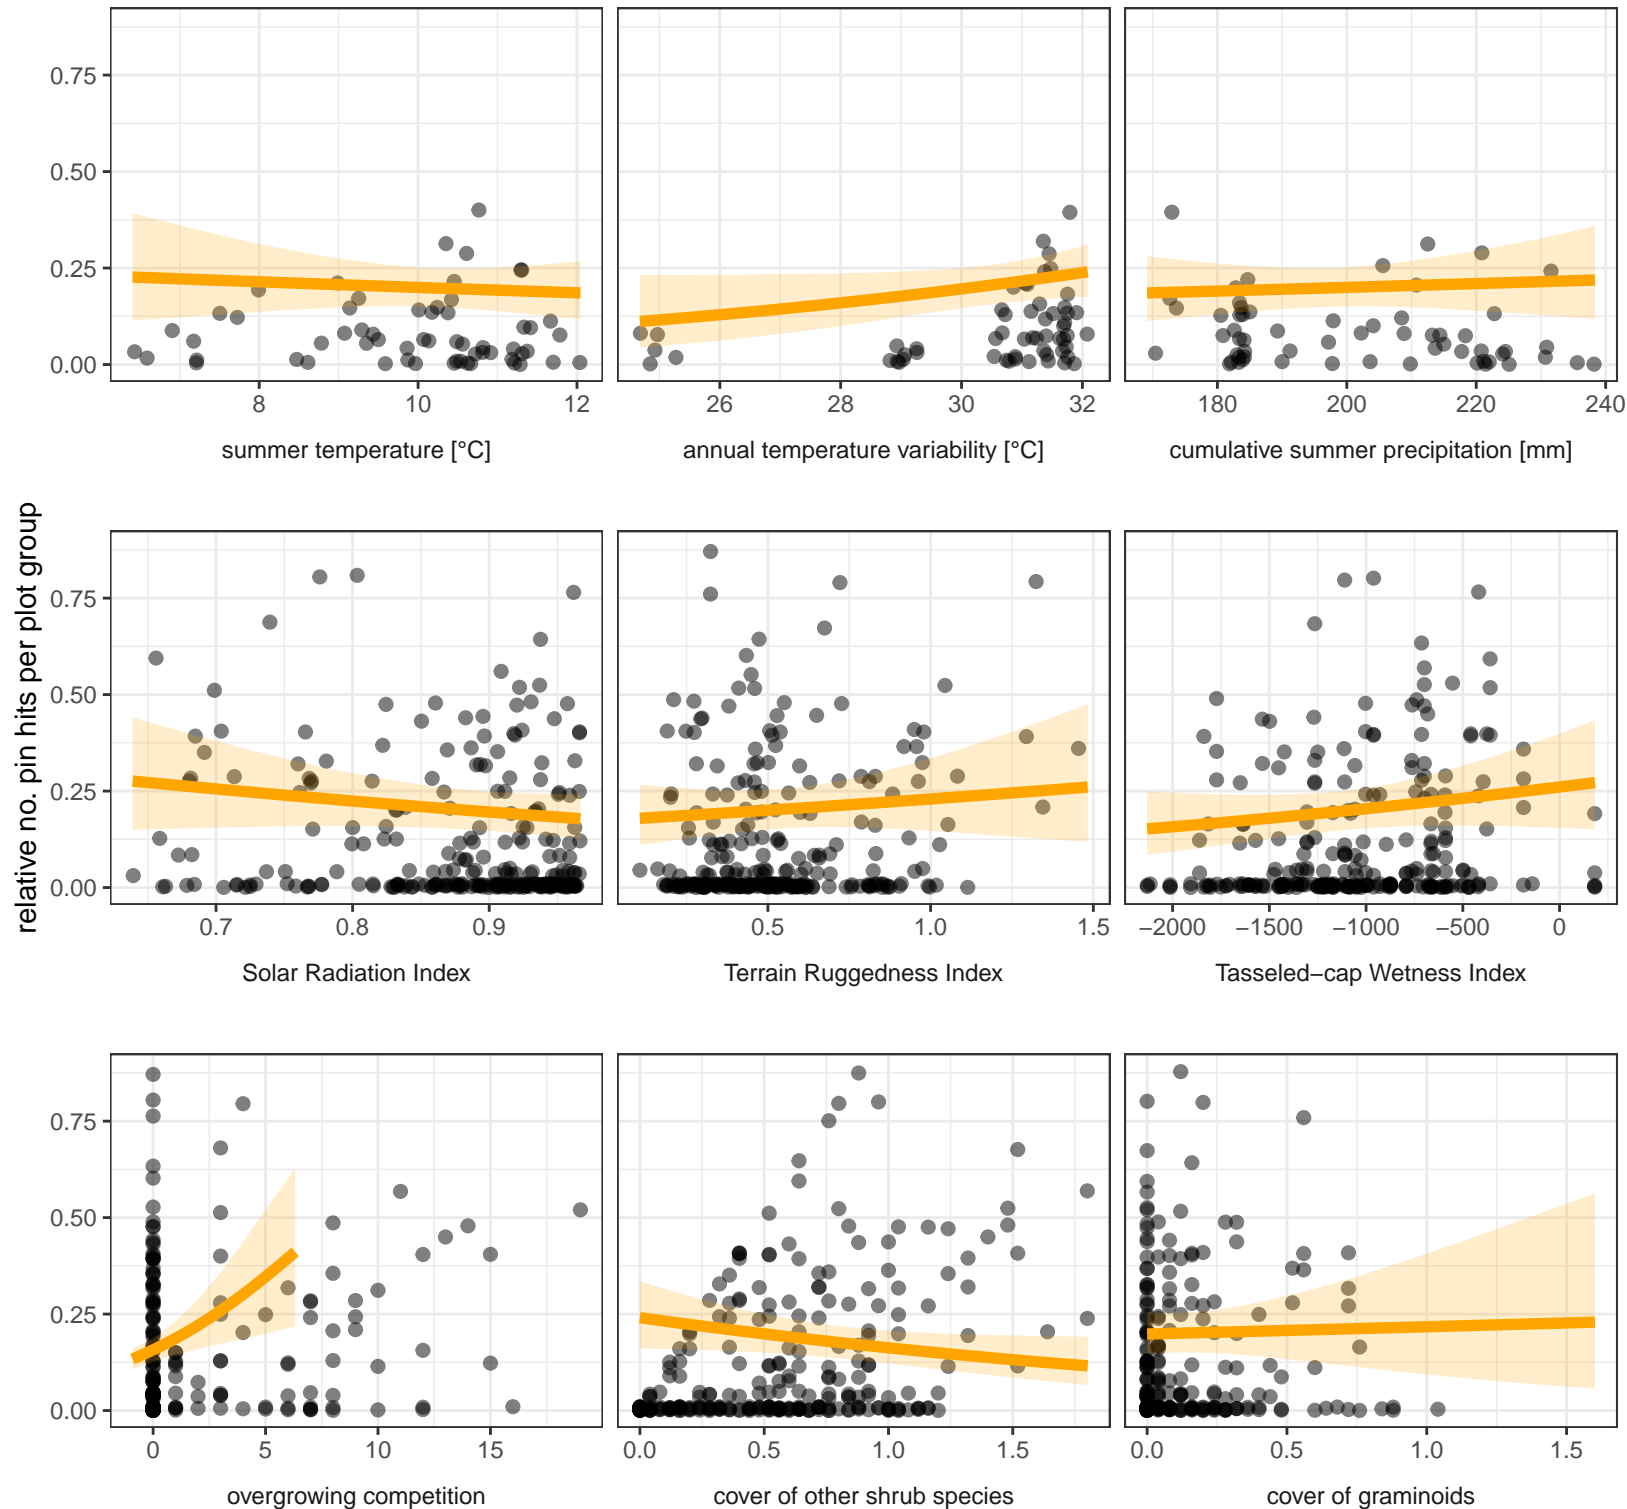 0.75
0.50
0.25
0.00
8 10 12
26 28 30 32
180 200 220 240
summer temperature [°C]
annual temperature variability [°C]
cumulative summer precipitation [mm]
relative no. pin hits per plot group
0.75
0.50
0.25
0.00
0.7 0.8 0.9
0.5 1.0 1.5
−2000 −1500 −1000 −500 0
Solar Radiation Index
Terrain Ruggedness Index
Tasseled−cap Wetness Index
0.75
0.50
0.25
0.00
0 5 10 15
0.0 0.5 1.0 1.5
0.0 0.5 1.0 1.5
overgrowing competition
cover of other shrub species
cover of graminoids